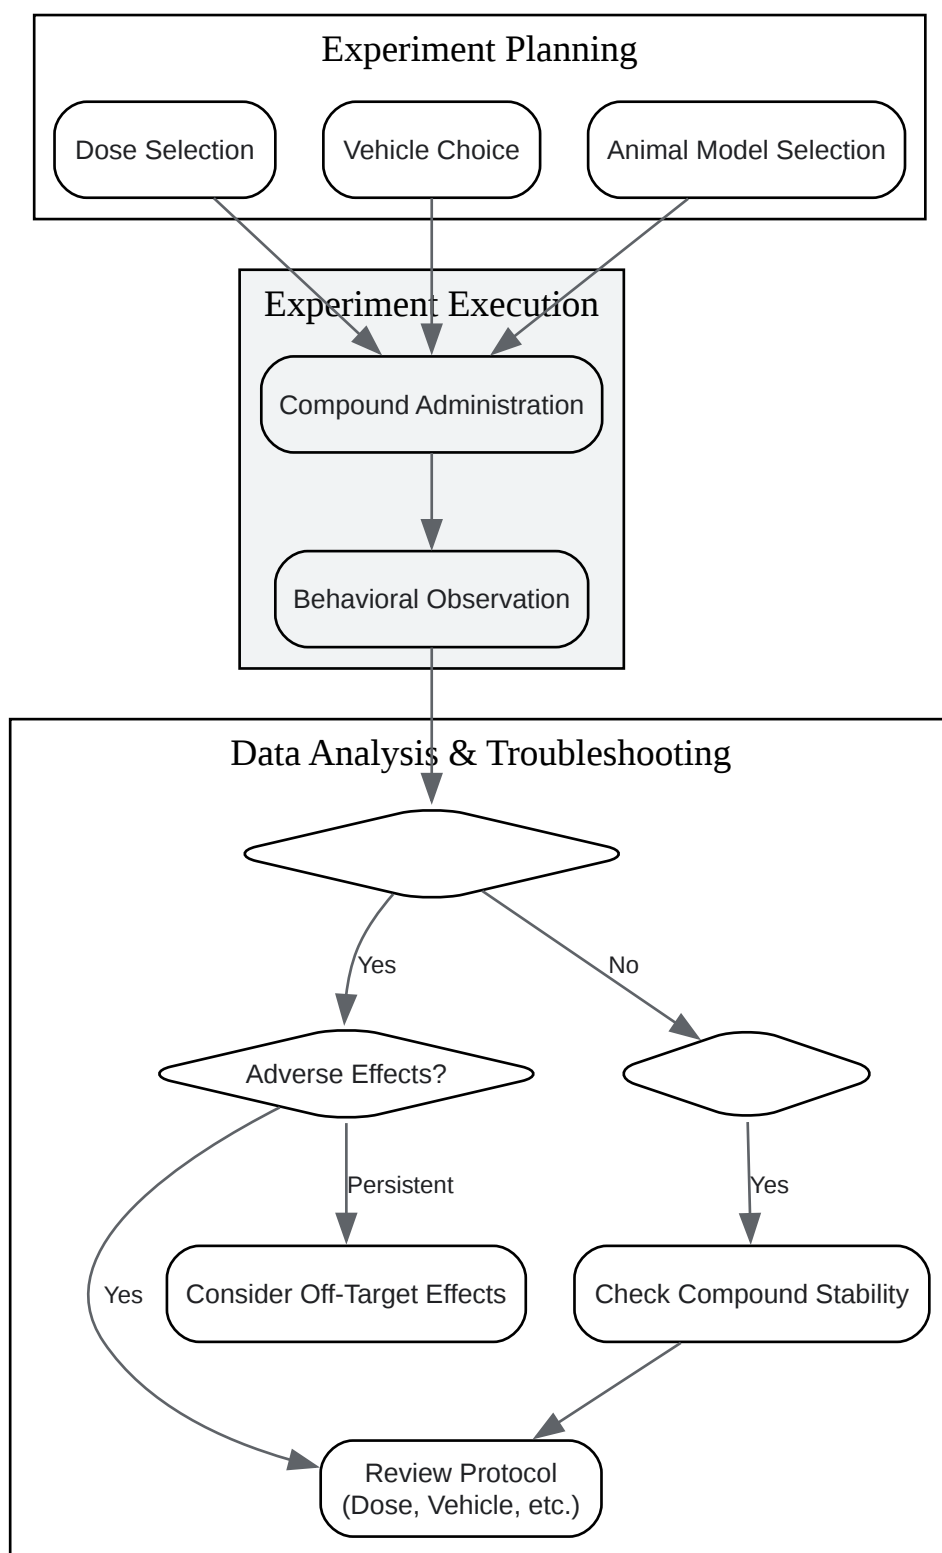 Experiment Planning
Dose Selection
Vehicle Choice
Animal Model Selection
Experiment Execution
Compound Administration
Behavioral Observation
Data Analysis & Troubleshooting
Yes
No
Adverse Effects?
Persistent
Yes
Yes
Consider Off-Target Effects
Check Compound Stability
Review Protocol
(Dose, Vehicle, etc.)